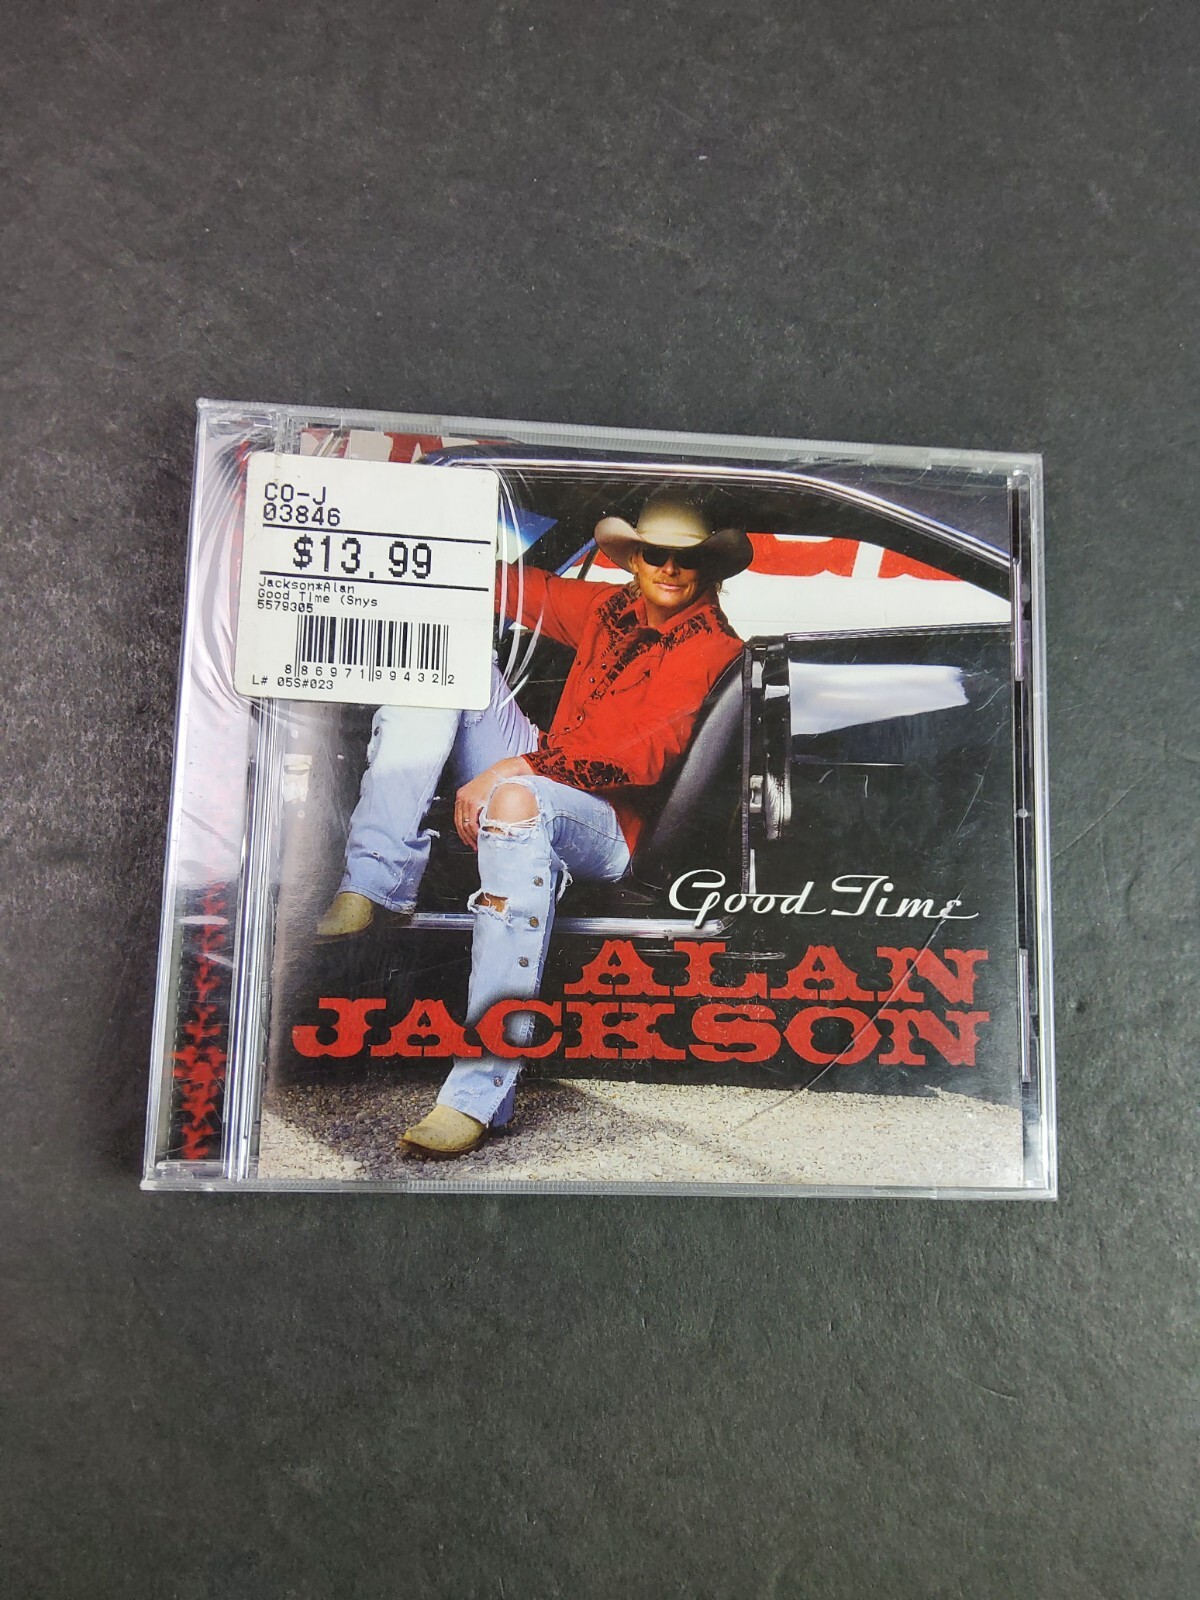 CO-J
03846
$13.99
Jackson*Alan
Good Time (Snys
5579305
8 86971 99432 2
L# 05S#023
Good Time
ALAN
JACKSON